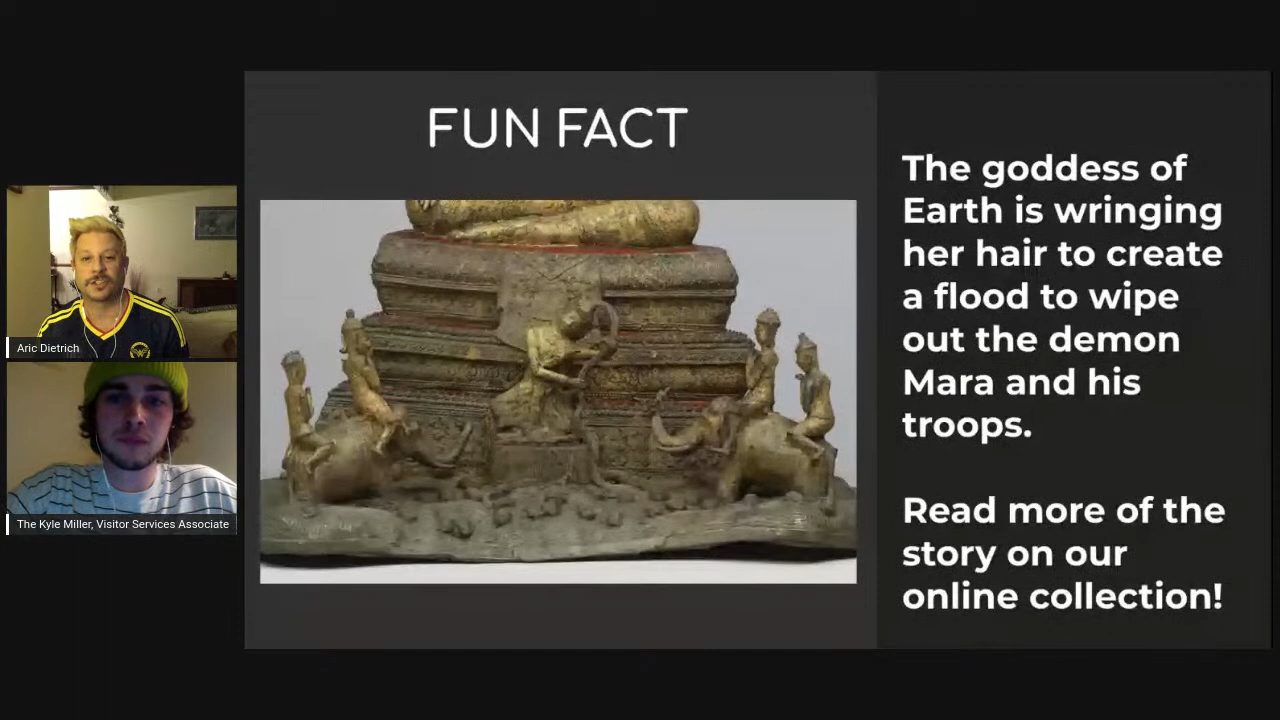 FUN FACT
The goddess of
Earth is wringing
her hair to create
a flood to wipe
out the demon
Mara and his
troops.
Read more of the
story on our
online collection!
Aric Dietrich
The Kyle Miller, Visitor Services Associate